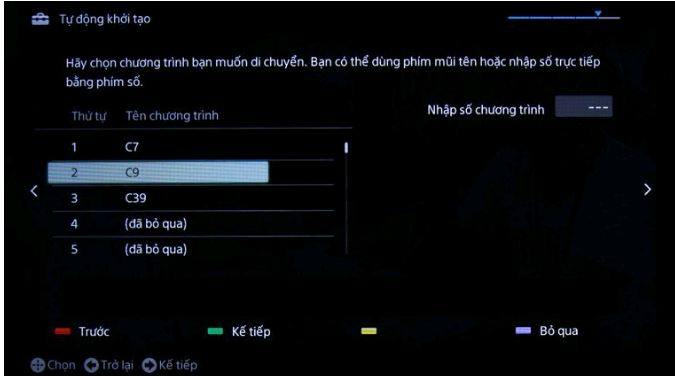 Tự động khởi tạo
Hãy chọn chương trình bạn muốn di chuyển. Bạn có thể dùng phím mũi tên hoặc nhập số trực tiếp
bằng phím số.
Nhập số chương trình ---
Thứ tự Tên chương trình
1 C7
2 C9
3 C39
4 (đã bỏ qua)
5 (đã bỏ qua)
Trước Kế tiếp Bỏ qua
Chọn Trở lại Kế tiếp